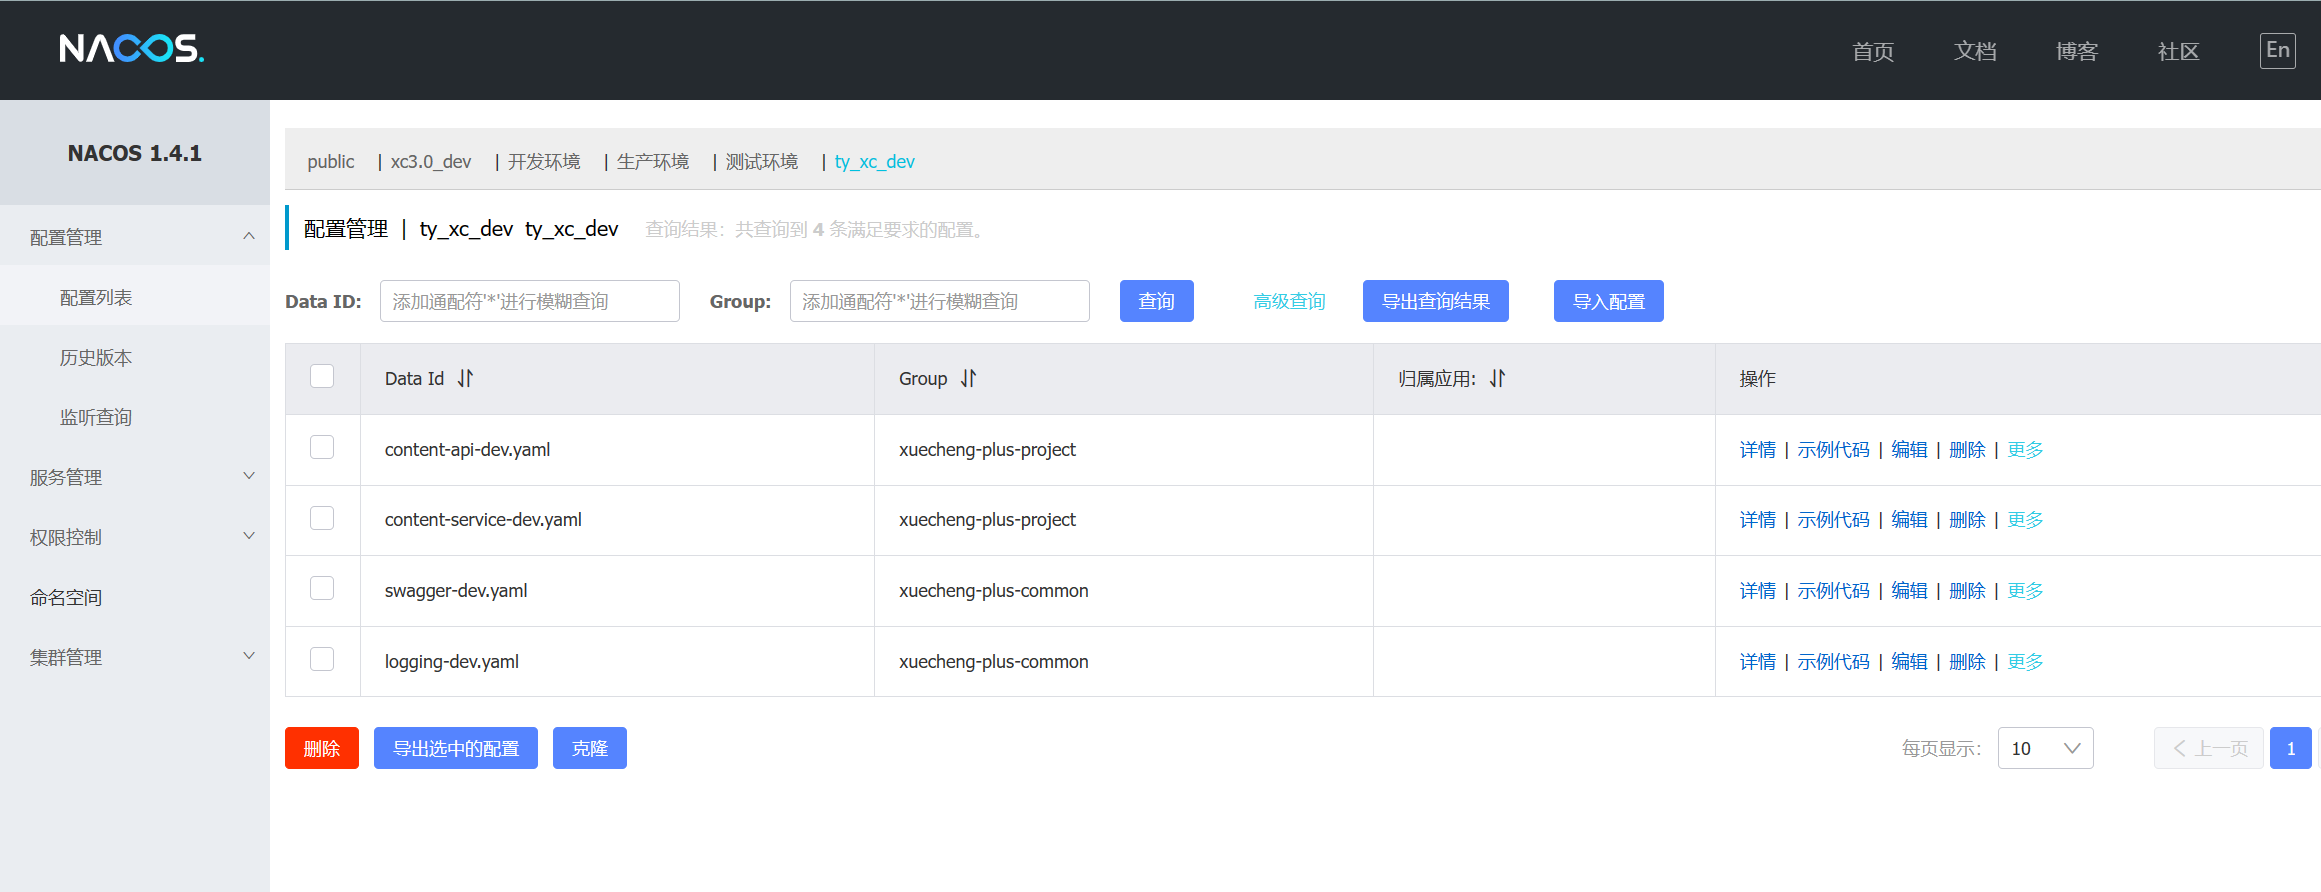 NACOS.
首页 文档 博客 社区 En
NACOS 1.4.1
配置管理
配置列表
历史版本
监听查询
服务管理
权限控制
命名空间
集群管理
public | xc3.0_dev | 开发环境 | 生产环境 | 测试环境 | ty_xc_dev
配置管理 | ty_xc_dev ty_xc_dev 查询结果：共查询到 4 条满足要求的配置。
Data ID: 添加通配符'*'进行模糊查询 Group: 添加通配符'*'进行模糊查询 查询 高级查询 导出查询结果 导入配置
Data Id Group 归属应用: 操作
content-api-dev.yaml xuecheng-plus-project 详情 | 示例代码 | 编辑 | 删除 | 更多
content-service-dev.yaml xuecheng-plus-project 详情 | 示例代码 | 编辑 | 删除 | 更多
swagger-dev.yaml xuecheng-plus-common 详情 | 示例代码 | 编辑 | 删除 | 更多
logging-dev.yaml xuecheng-plus-common 详情 | 示例代码 | 编辑 | 删除 | 更多
删除 导出选中的配置 克隆 每页显示: 10 上一页 1